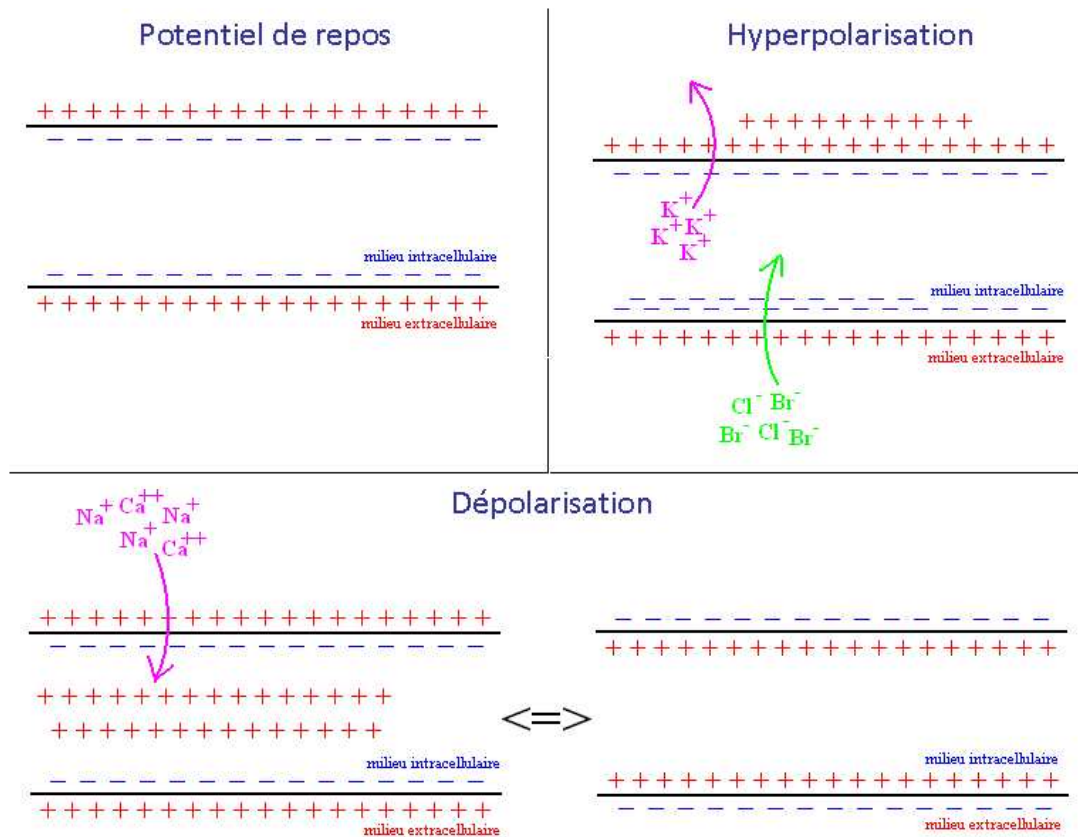 Potentiel de repos
milieu intracellulaire
milieu extracellulaire
Hyperpolarisation
K⁺
K⁺ K⁺
K⁺
milieu intracellulaire
milieu extracellulaire
Cl⁻ Br⁻
Br⁻ Cl⁻ Br⁻
Dépolarisation
Na⁺ Ca⁺⁺ Na⁺
Na⁺ Ca⁺⁺
<=>
milieu intracellulaire
milieu extracellulaire
milieu intracellulaire
milieu extracellulaire